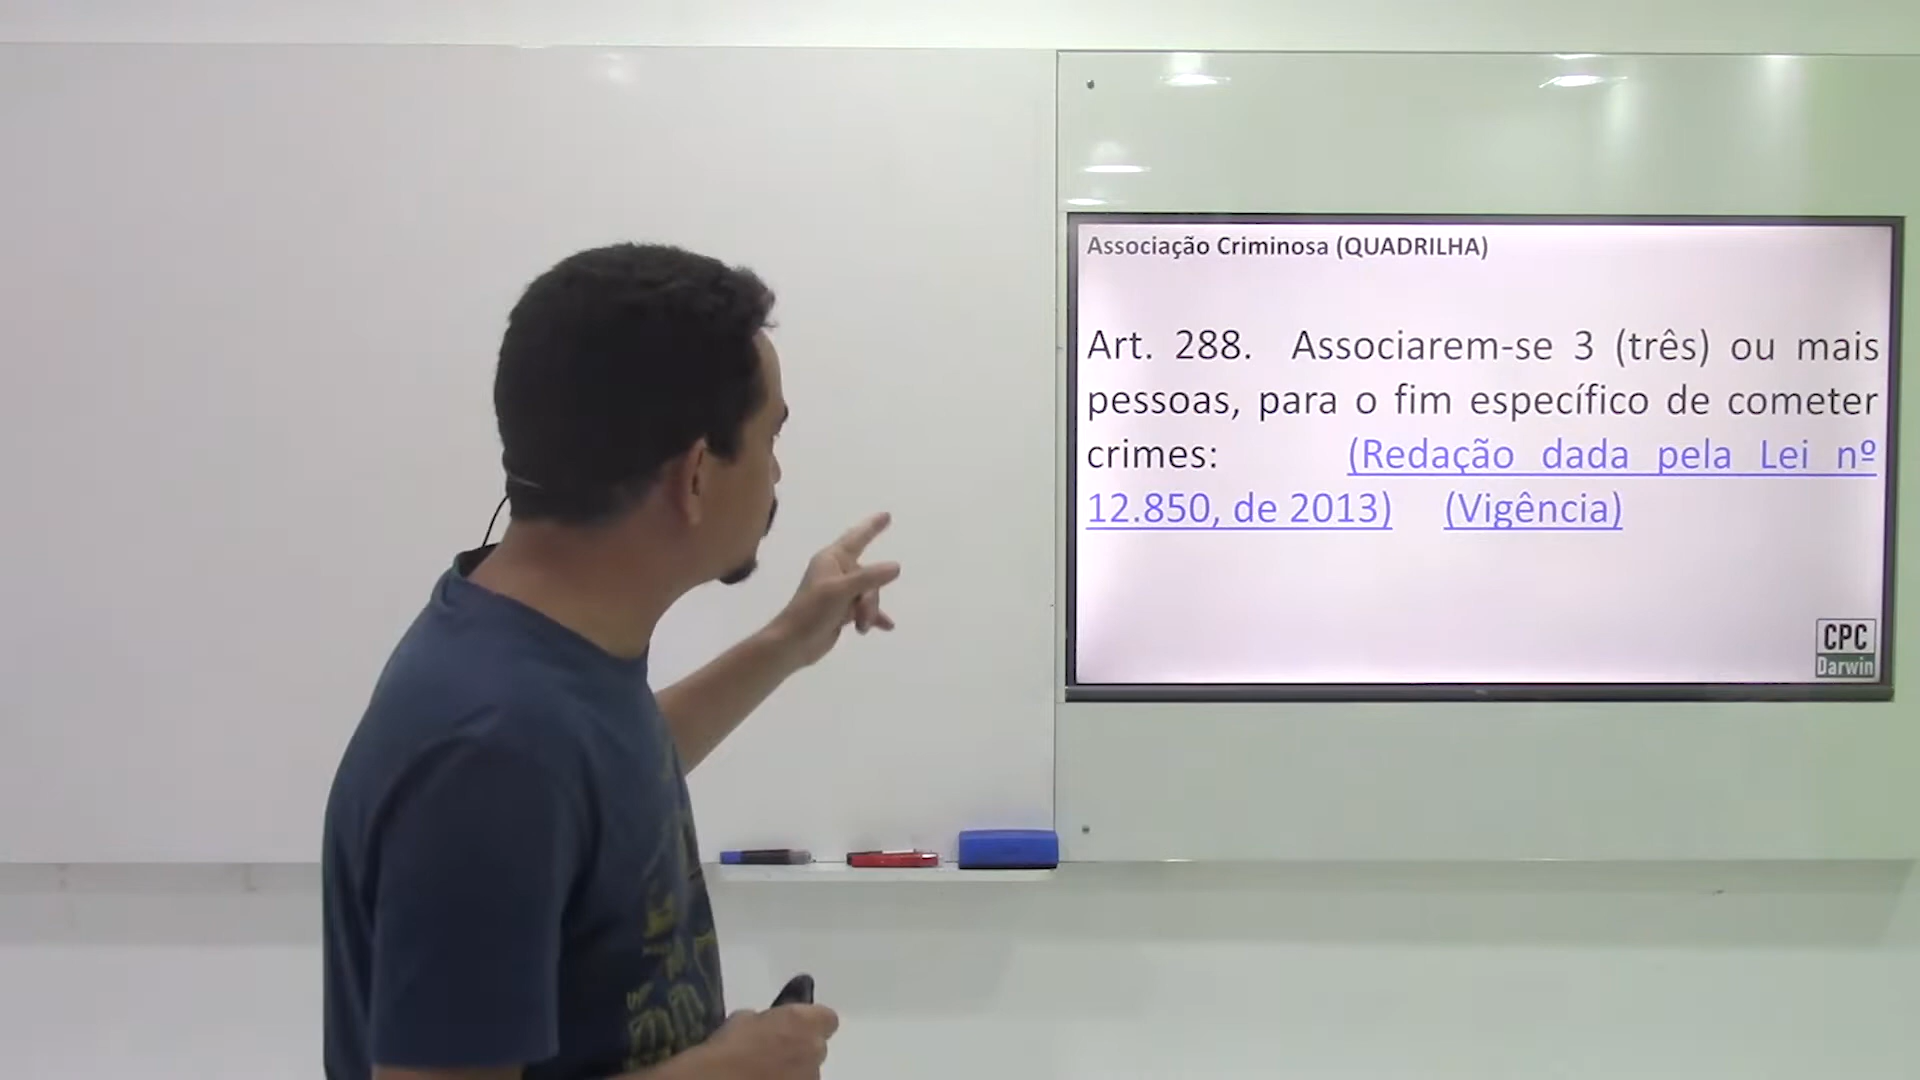 Associação Criminosa (QUADRILHA)
Art. 288. Associarem-se 3 (três) ou mais
pessoas, para o fim específico de cometer
crimes: (Redação dada pela Lei nº
12.850, de 2013) (Vigência)
CPC
Darwin